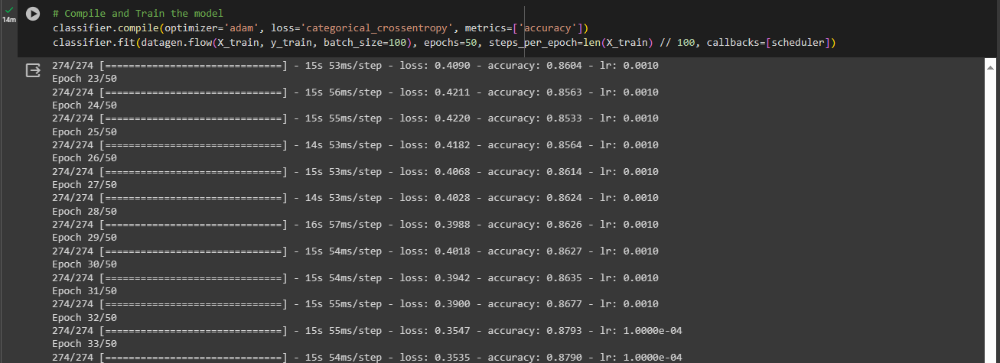 14m
# Compile and Train the model
classifier.compile(optimizer='adam', loss='categorical_crossentropy', metrics=['accuracy'])
classifier.fit(datagen.flow(X_train, y_train, batch_size=100), epochs=50, steps_per_epoch=len(X_train) // 100, callbacks=[scheduler])
274/274 [==============================] - 15s 53ms/step - loss: 0.4090 - accuracy: 0.8604 - lr: 0.0010
Epoch 23/50
274/274 [==============================] - 15s 56ms/step - loss: 0.4211 - accuracy: 0.8563 - lr: 0.0010
Epoch 24/50
274/274 [==============================] - 15s 55ms/step - loss: 0.4220 - accuracy: 0.8533 - lr: 0.0010
Epoch 25/50
274/274 [==============================] - 14s 53ms/step - loss: 0.4182 - accuracy: 0.8564 - lr: 0.0010
Epoch 26/50
274/274 [==============================] - 15s 53ms/step - loss: 0.4068 - accuracy: 0.8614 - lr: 0.0010
Epoch 27/50
274/274 [==============================] - 14s 53ms/step - loss: 0.4028 - accuracy: 0.8624 - lr: 0.0010
Epoch 28/50
274/274 [==============================] - 16s 57ms/step - loss: 0.3988 - accuracy: 0.8626 - lr: 0.0010
Epoch 29/50
274/274 [==============================] - 15s 54ms/step - loss: 0.4018 - accuracy: 0.8627 - lr: 0.0010
Epoch 30/50
274/274 [==============================] - 15s 54ms/step - loss: 0.3942 - accuracy: 0.8635 - lr: 0.0010
Epoch 31/50
274/274 [==============================] - 15s 55ms/step - loss: 0.3900 - accuracy: 0.8677 - lr: 0.0010
Epoch 32/50
274/274 [==============================] - 15s 55ms/step - loss: 0.3547 - accuracy: 0.8793 - lr: 1.0000e-04
Epoch 33/50
274/274 [==============================] - 15s 54ms/step - loss: 0.3535 - accuracy: 0.8790 - lr: 1.0000e-04